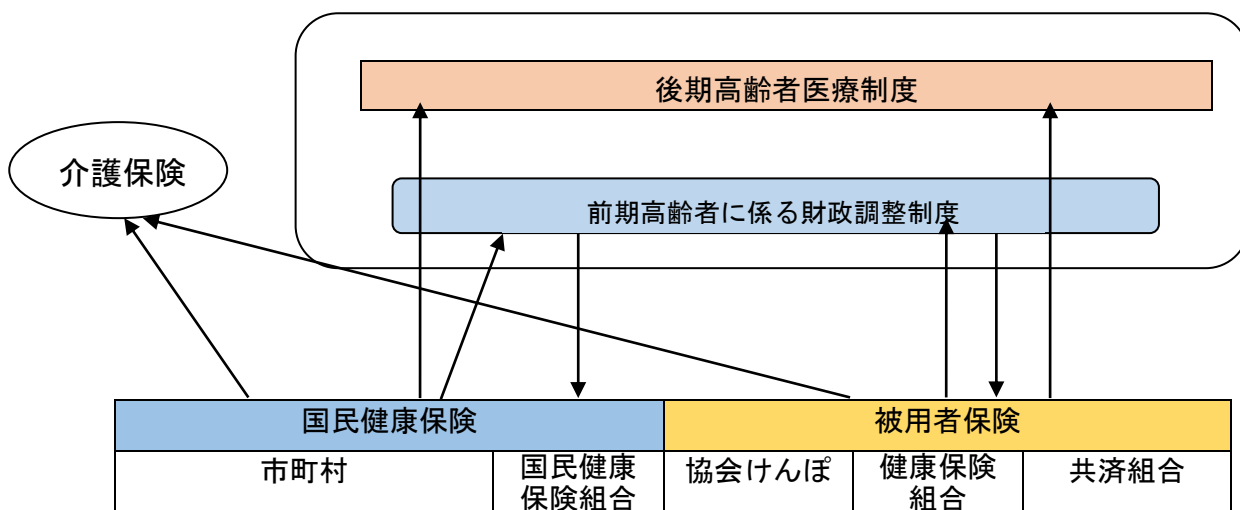 後期高齢者医療制度
介護保険
前期高齢者に係る財政調整制度
国民健康保険
被用者保険
市町村
国民健康
保険組合
協会けんぽ
健康保険
組合
共済組合